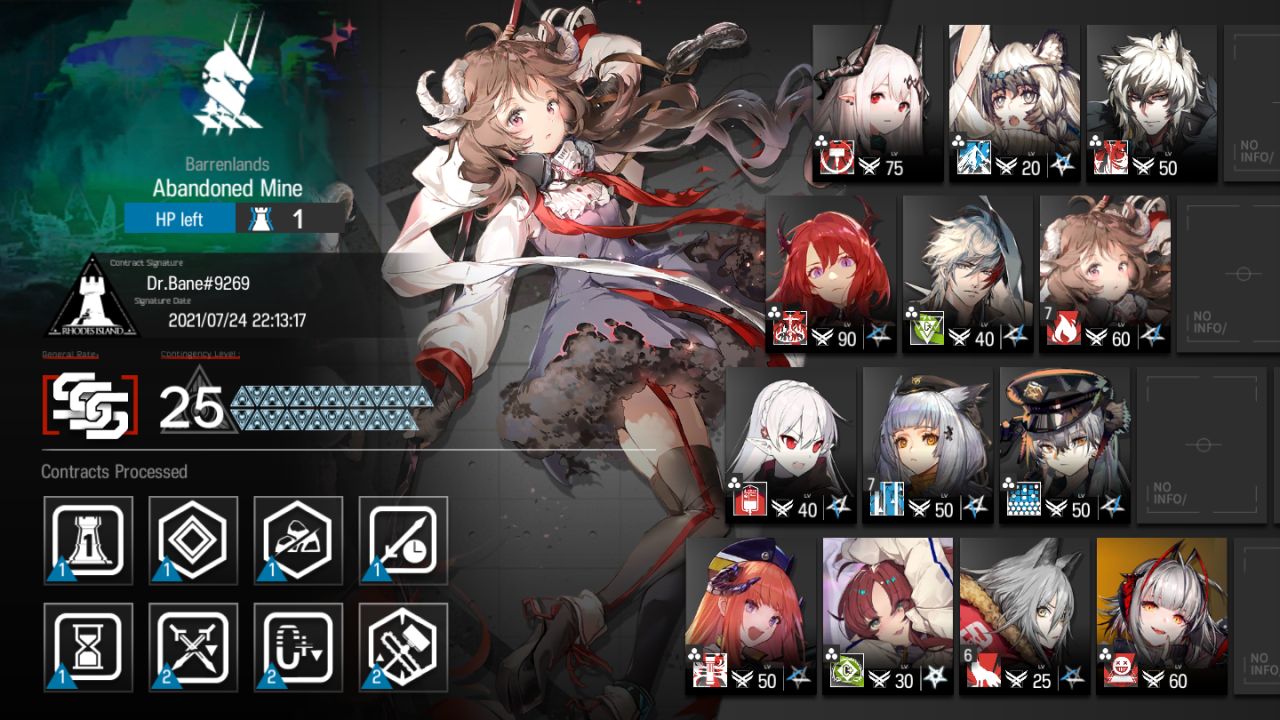 Barrenlands
Abandoned Mine
HP left 1
Contract Signature
Dr.Bane#9269
Signature Date
2021/07/24 22:13:17
RHODES ISLAND
General Rate:
Contingency Level:
SSS
25
Contracts Processed
1
1 1 1 1
1 2 2 2
LV 75
LV 20
LV 50
NO INFO/
LV 90
LV 40
7 LV 60
NO INFO/
LV 40
7 LV 50
LV 50
NO INFO/
LV 50
LV 30
6 LV 25
LV 60
NO INFO